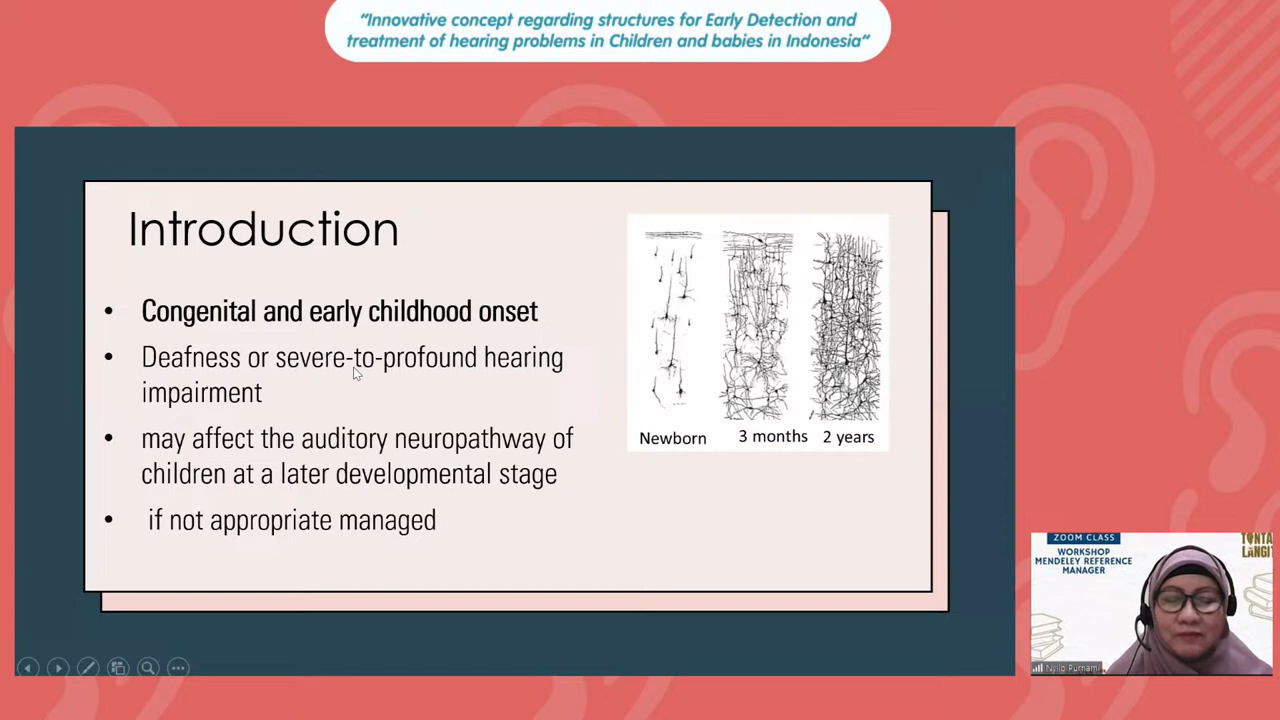 “Innovative concept regarding structures for Early Detection and
treatment of hearing problems in Children and babies in Indonesia“
Introduction
• Congenital and early childhood onset
• Deafness or severe-to-profound hearing
impairment
• may affect the auditory neuropathway of
children at a later developmental stage
• if not appropriate managed
Newborn
3 months
2 years
ZOOM CLASS
WORKSHOP
MENDELEY REFERENCE
MANAGER
Nyilo Purnami